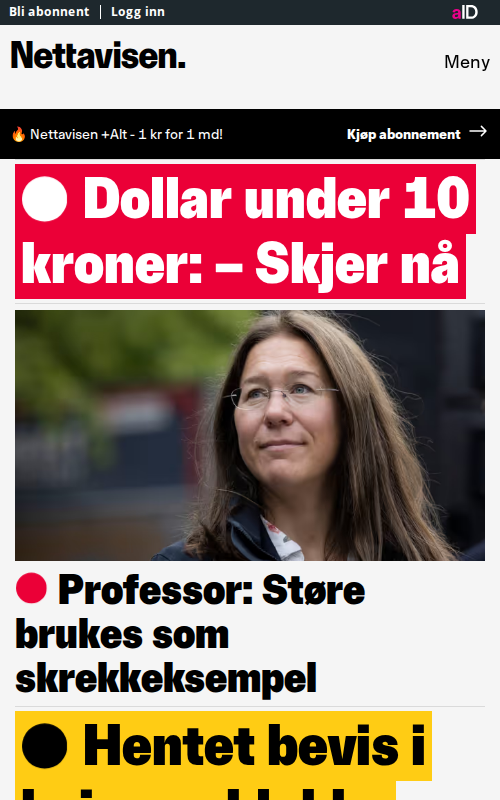 Bli abonnent | Logg inn
aID
Nettavisen.
Meny
🔥 Nettavisen +Alt - 1 kr for 1 md!
Kjøp abonnement →
Dollar under 10
kroner: – Skjer nå
Professor: Støre
brukes som
skrekkeksempel
Hentet bevis i